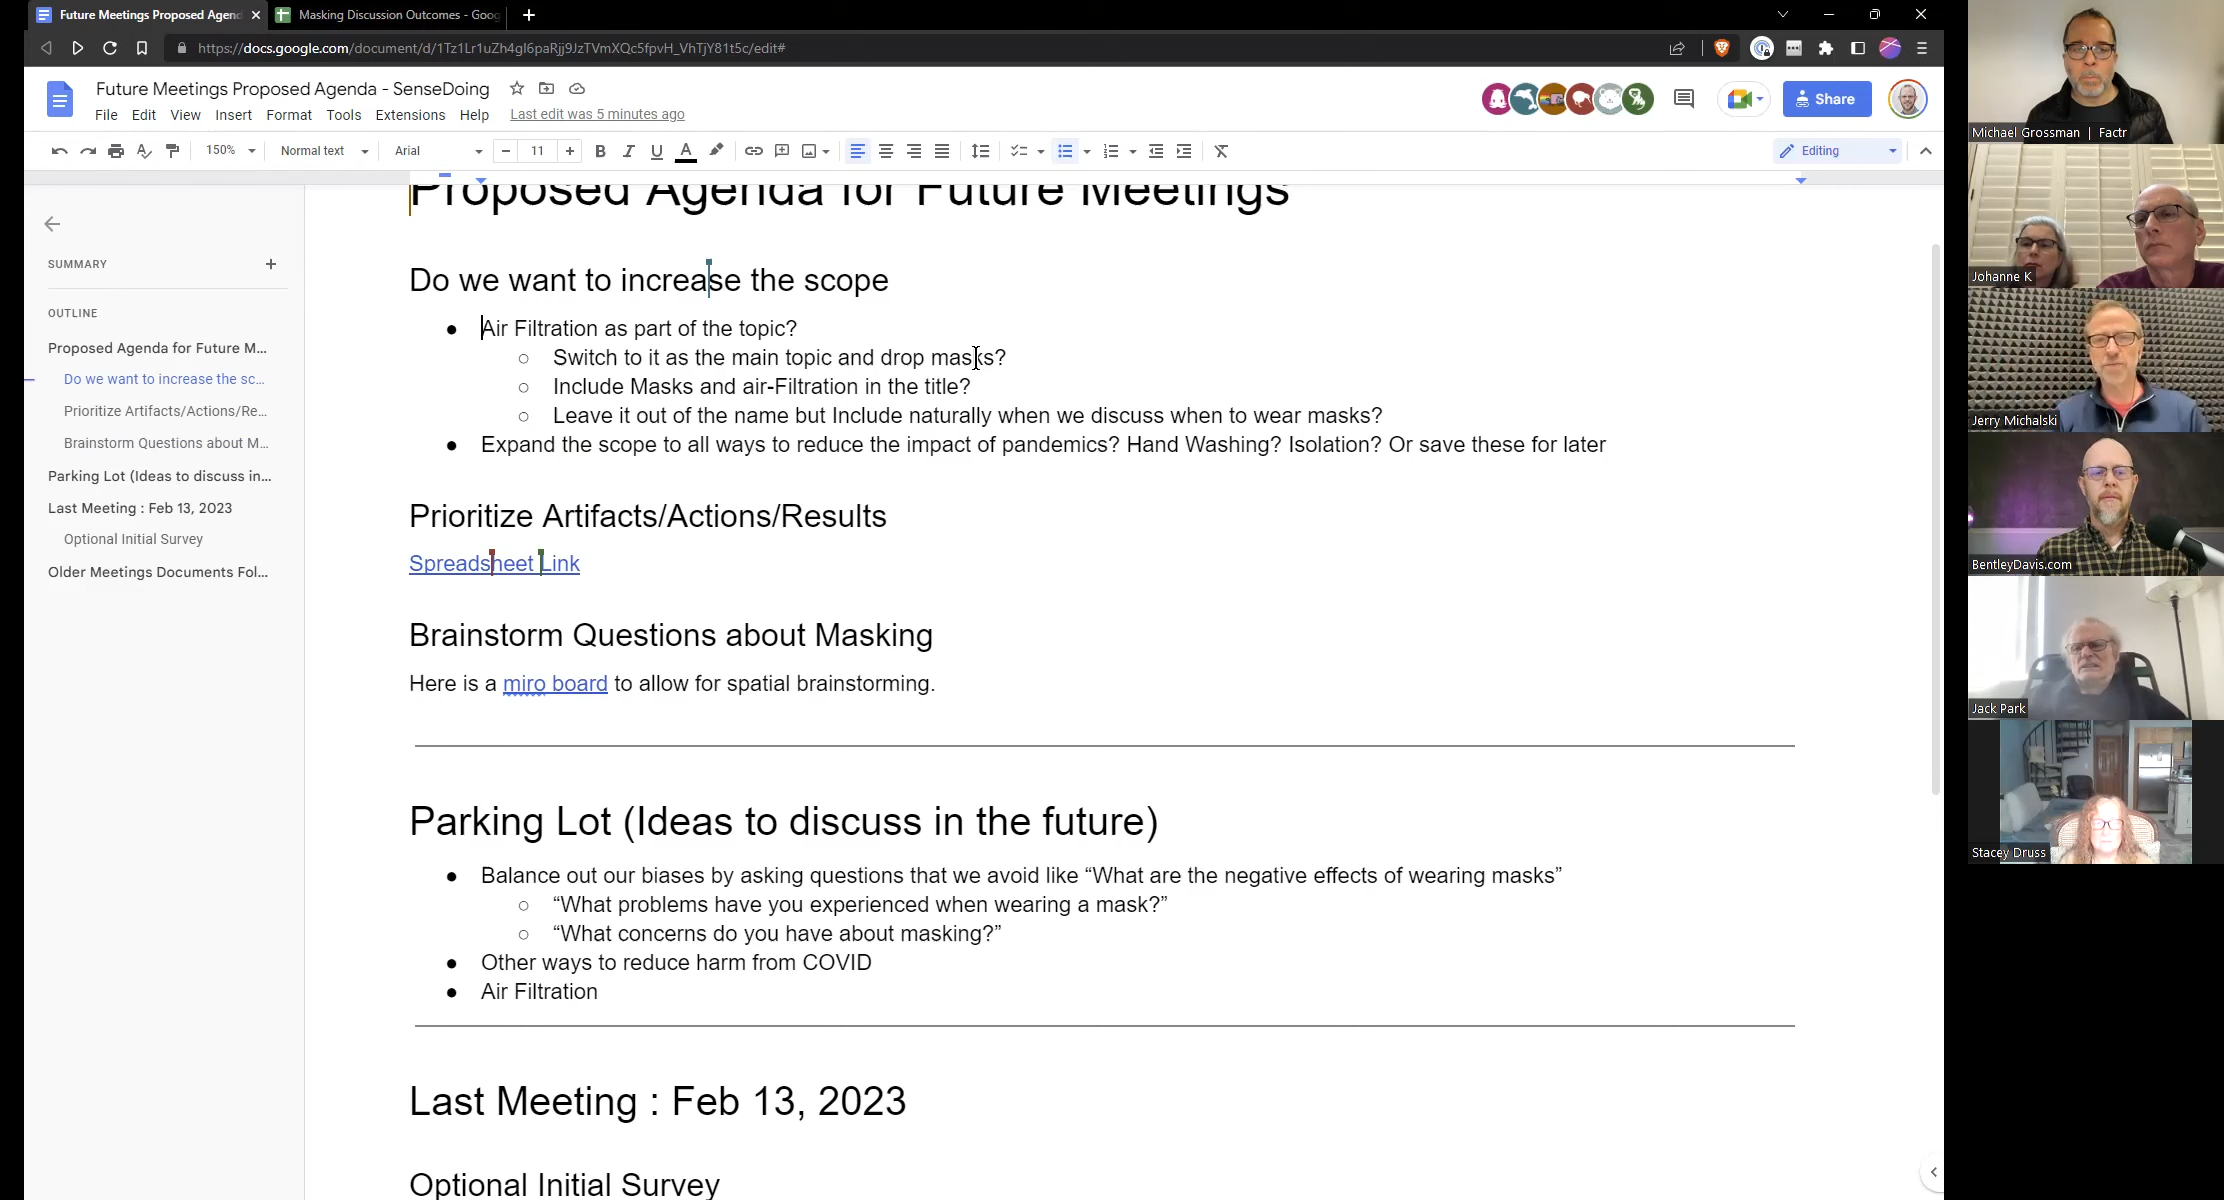 Future Meetings Proposed Agend
Masking Discussion Outcomes - Goog
https://docs.google.com/document/d/1Tz1Lr1uZh4gl6paRjj9JzTVmXQc5fpvH_VhTjY81t5c/edit#
Future Meetings Proposed Agenda - SenseDoing
File Edit View Insert Format Tools Extensions Help Last edit was 5 minutes ago
Share
150% Normal text Arial 11 Editing
SUMMARY
OUTLINE
Proposed Agenda for Future M...
Do we want to increase the sc...
Prioritize Artifacts/Actions/Re...
Brainstorm Questions about M...
Parking Lot (Ideas to discuss in...
Last Meeting : Feb 13, 2023
Optional Initial Survey
Older Meetings Documents Fol...
Proposed Agenda for Future Meetings
Do we want to increase the scope
● Air Filtration as part of the topic?
○ Switch to it as the main topic and drop masks?
○ Include Masks and air-Filtration in the title?
○ Leave it out of the name but Include naturally when we discuss when to wear masks?
● Expand the scope to all ways to reduce the impact of pandemics? Hand Washing? Isolation? Or save these for later
Prioritize Artifacts/Actions/Results
Spreadsheet Link
Brainstorm Questions about Masking
Here is a miro board to allow for spatial brainstorming.
Parking Lot (Ideas to discuss in the future)
● Balance out our biases by asking questions that we avoid like “What are the negative effects of wearing masks”
○ “What problems have you experienced when wearing a mask?”
○ “What concerns do you have about masking?”
● Other ways to reduce harm from COVID
● Air Filtration
Last Meeting : Feb 13, 2023
Optional Initial Survey
Michael Grossman | Factr
Johanne K
Jerry Michalski
BentleyDavis.com
Jack Park
Stacey Druss